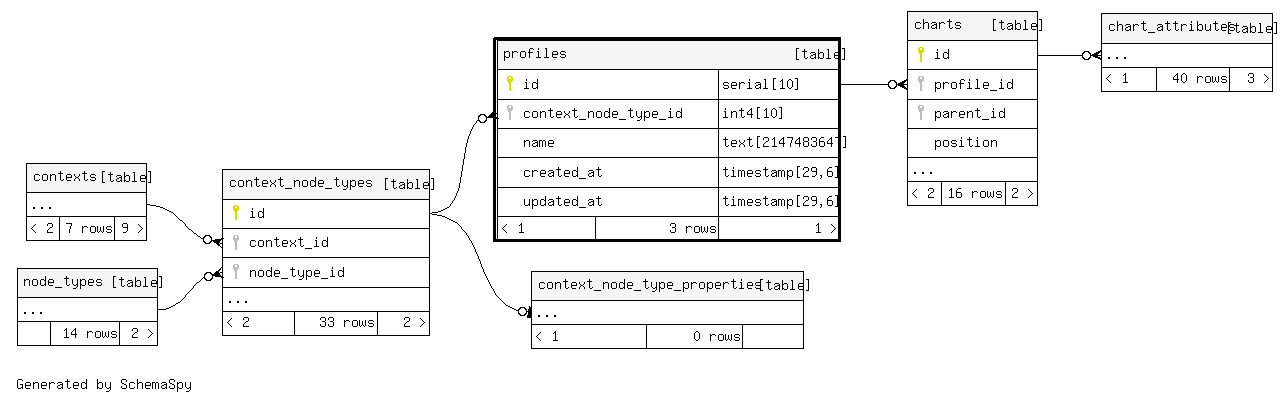 contexts [table]
...
< 2 7 rows 9 >
node_types [table]
...
14 rows 2 >
context_node_types [table]
id
context_id
node_type_id
...
< 2 33 rows 2 >
profiles [table]
id serial[10]
context_node_type_id int4[10]
name text[2147483647]
created_at timestamp[29,6]
updated_at timestamp[29,6]
< 1 3 rows 1 >
context_node_type_properties [table]
...
< 1 0 rows
charts [table]
id
profile_id
parent_id
position
...
< 2 16 rows 2 >
chart_attributes [table]
...
< 1 40 rows 3 >
Generated by SchemaSpy